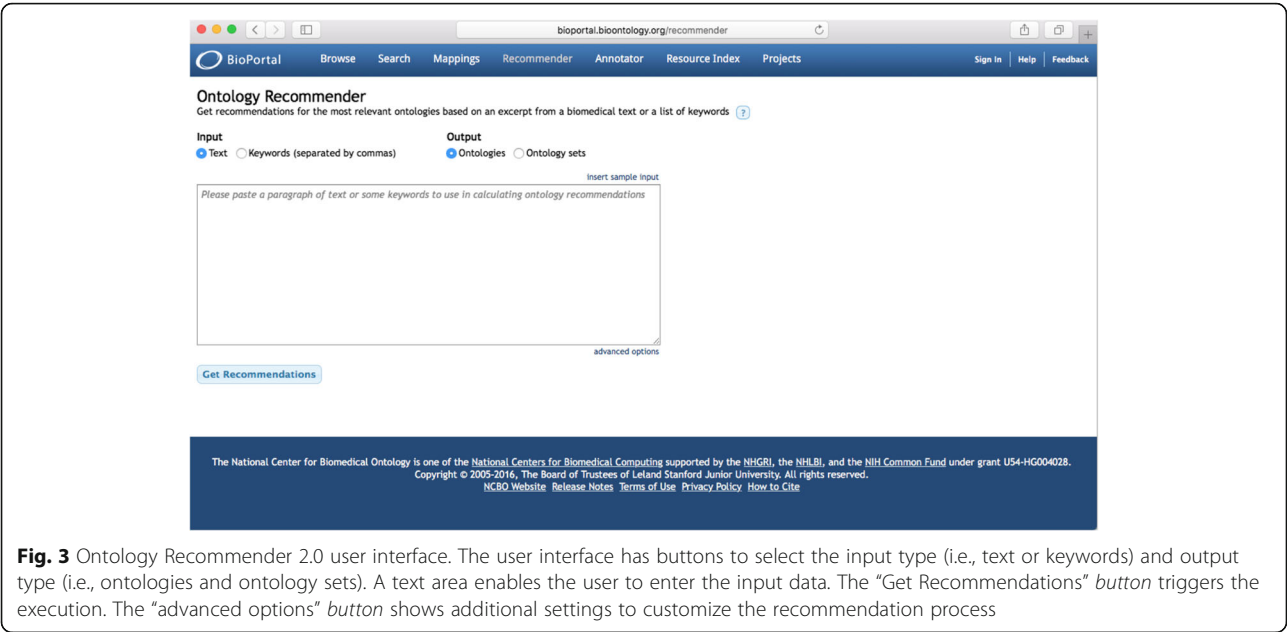 bioportal.bioontology.org/recommender
BioPortal Browse Search Mappings Recommender Annotator Resource Index Projects Sign In Help Feedback
Ontology Recommender
Get recommendations for the most relevant ontologies based on an excerpt from a biomedical text or a list of keywords ?
Input Output
Text Keywords (separated by commas) Ontologies Ontology sets
insert sample input
Please paste a paragraph of text or some keywords to use in calculating ontology recommendations
advanced options
Get Recommendations
The National Center for Biomedical Ontology is one of the National Centers for Biomedical Computing supported by the NHGRI, the NHLBI, and the NIH Common Fund under grant U54-HG004028.
Copyright © 2005-2016, The Board of Trustees of Leland Stanford Junior University. All rights reserved.
NCBO Website Release Notes Terms of Use Privacy Policy How to Cite
Fig. 3 Ontology Recommender 2.0 user interface. The user interface has buttons to select the input type (i.e., text or keywords) and output
type (i.e., ontologies and ontology sets). A text area enables the user to enter the input data. The “Get Recommendations” button triggers the
execution. The “advanced options” button shows additional settings to customize the recommendation process